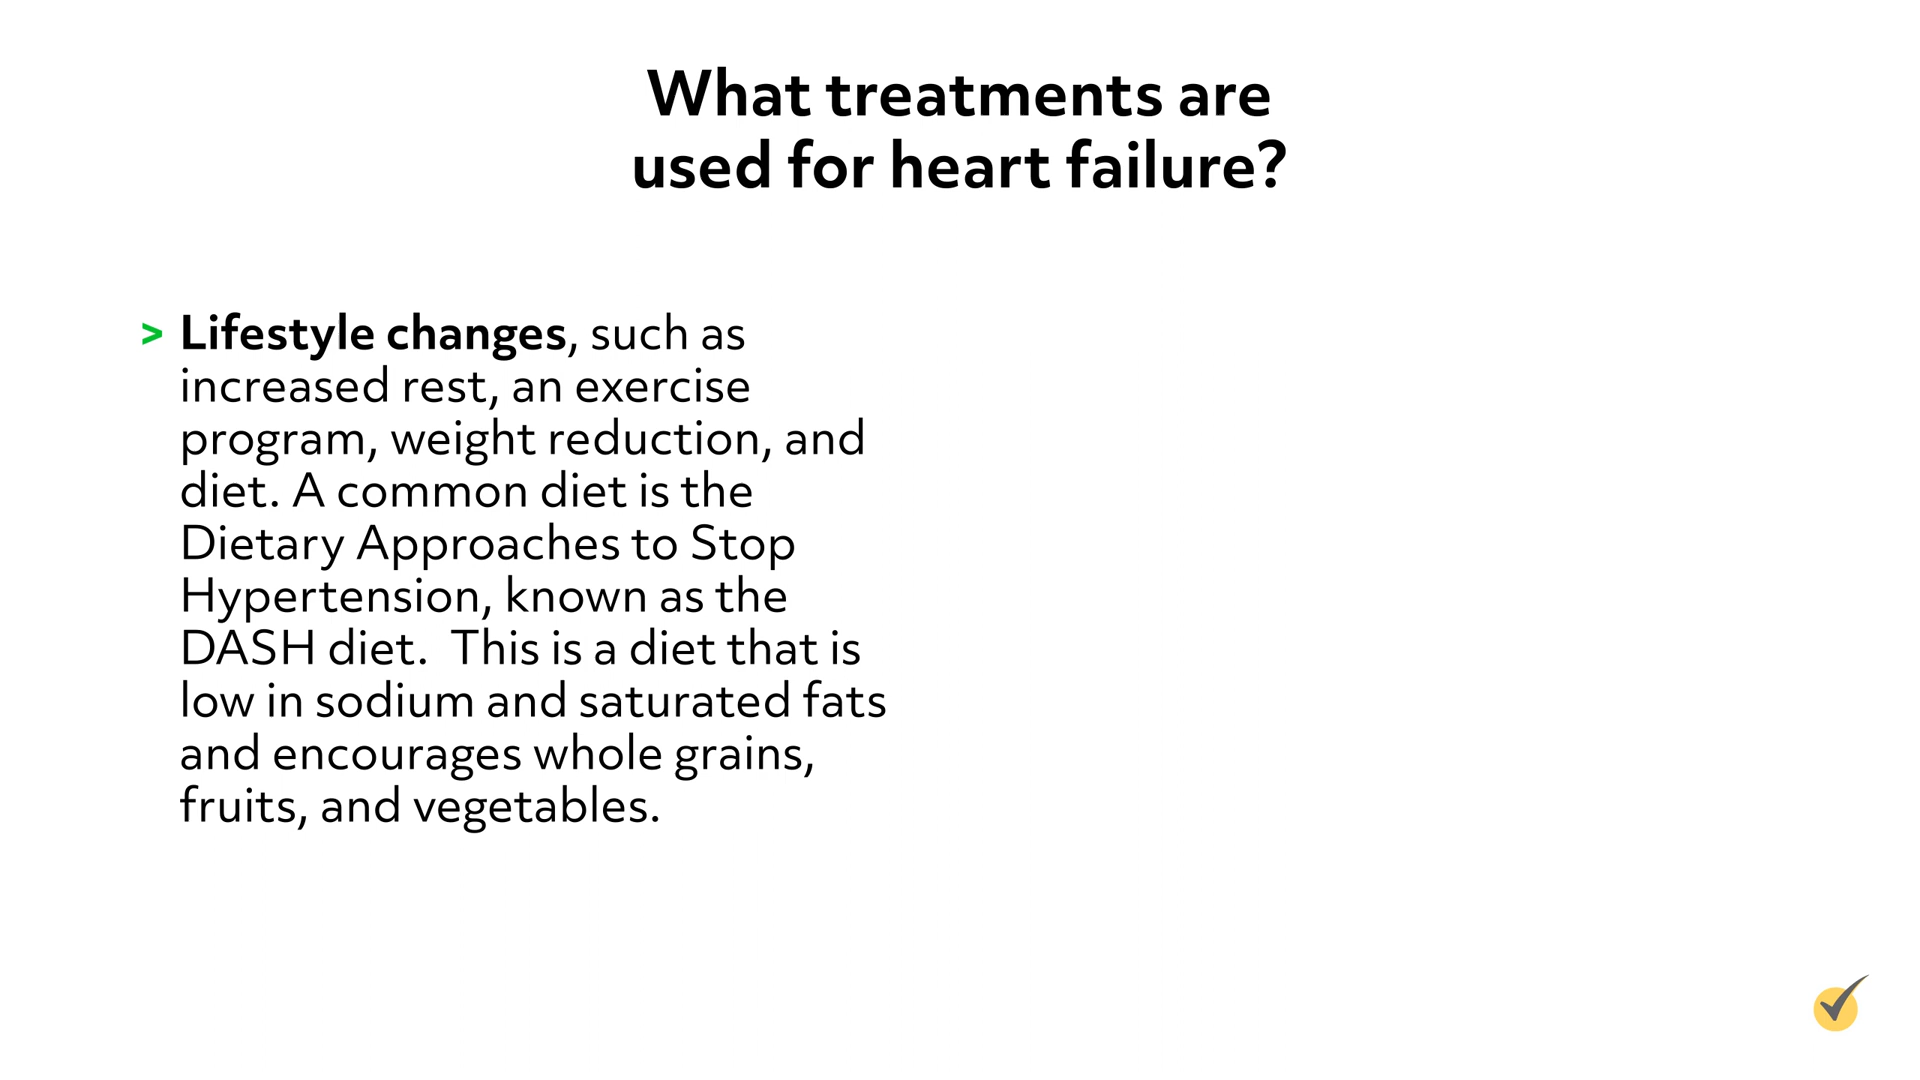 What treatments are
used for heart failure?
> Lifestyle changes, such as
increased rest, an exercise
program, weight reduction, and
diet. A common diet is the
Dietary Approaches to Stop
Hypertension, known as the
DASH diet.  This is a diet that is
low in sodium and saturated fats
and encourages whole grains,
fruits, and vegetables.